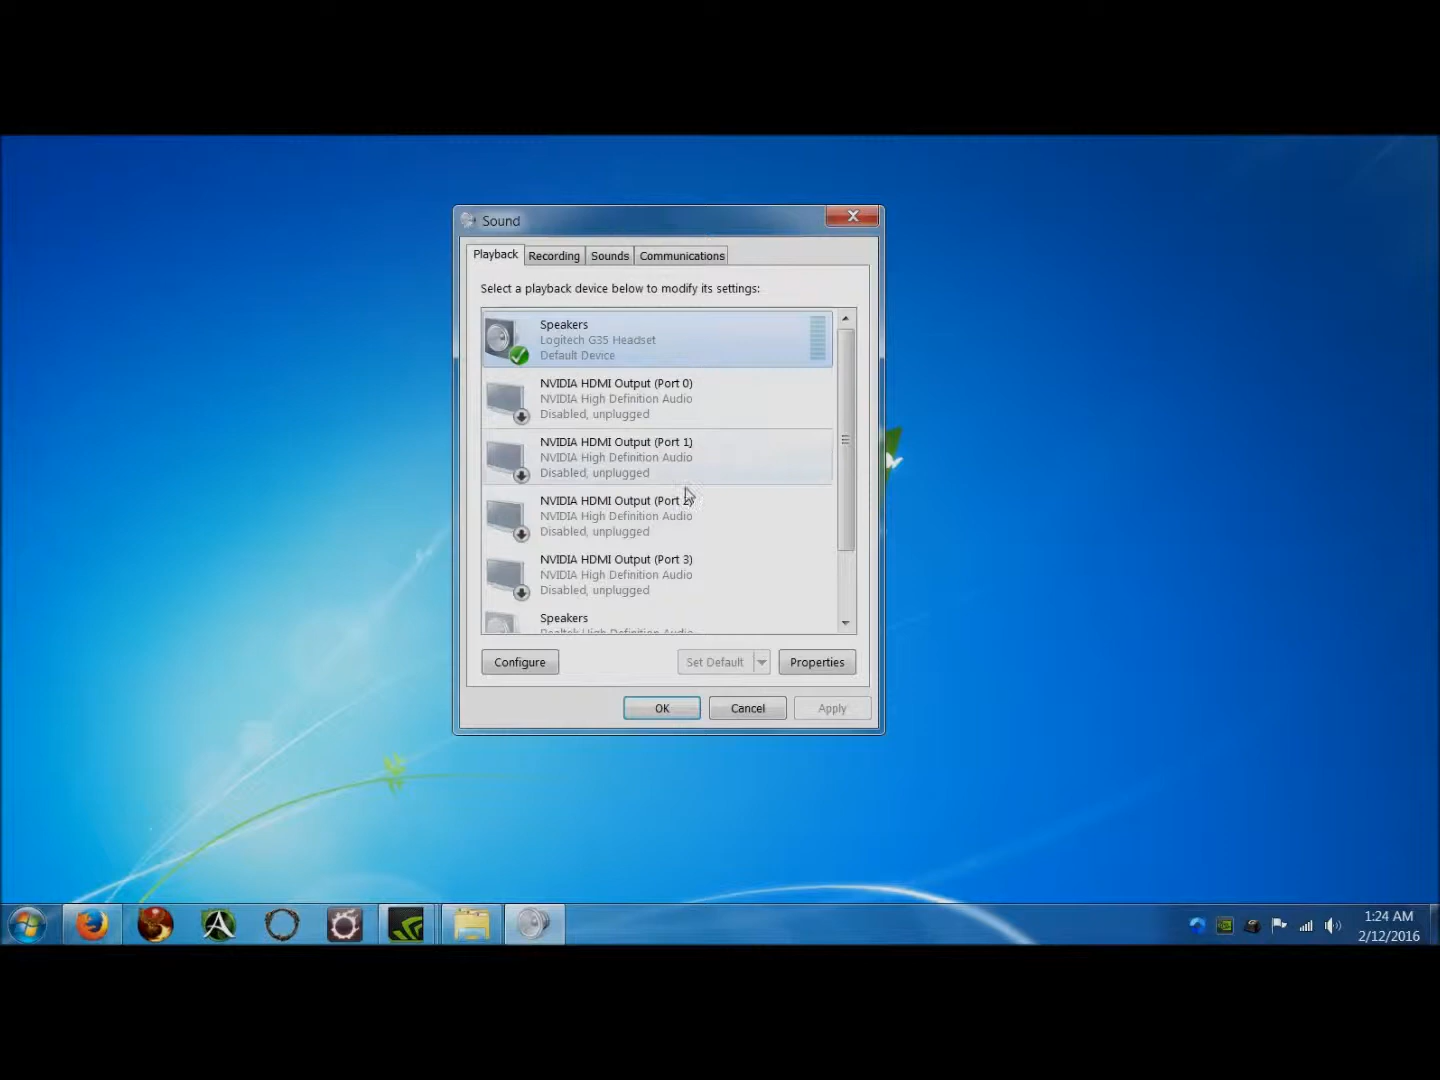 Sound
Playback
Recording
Sounds
Communications
Select a playback device below to modify its settings:
Speakers
Logitech G35 Headset
Default Device
NVIDIA HDMI Output (Port 0)
NVIDIA High Definition Audio
Disabled, unplugged
NVIDIA HDMI Output (Port 1)
NVIDIA High Definition Audio
Disabled, unplugged
NVIDIA HDMI Output (Port 2)
NVIDIA High Definition Audio
Disabled, unplugged
NVIDIA HDMI Output (Port 3)
NVIDIA High Definition Audio
Disabled, unplugged
Speakers
Realtek High Definition Audio
Configure
Set Default
Properties
OK
Cancel
Apply
1:24 AM
2/12/2016